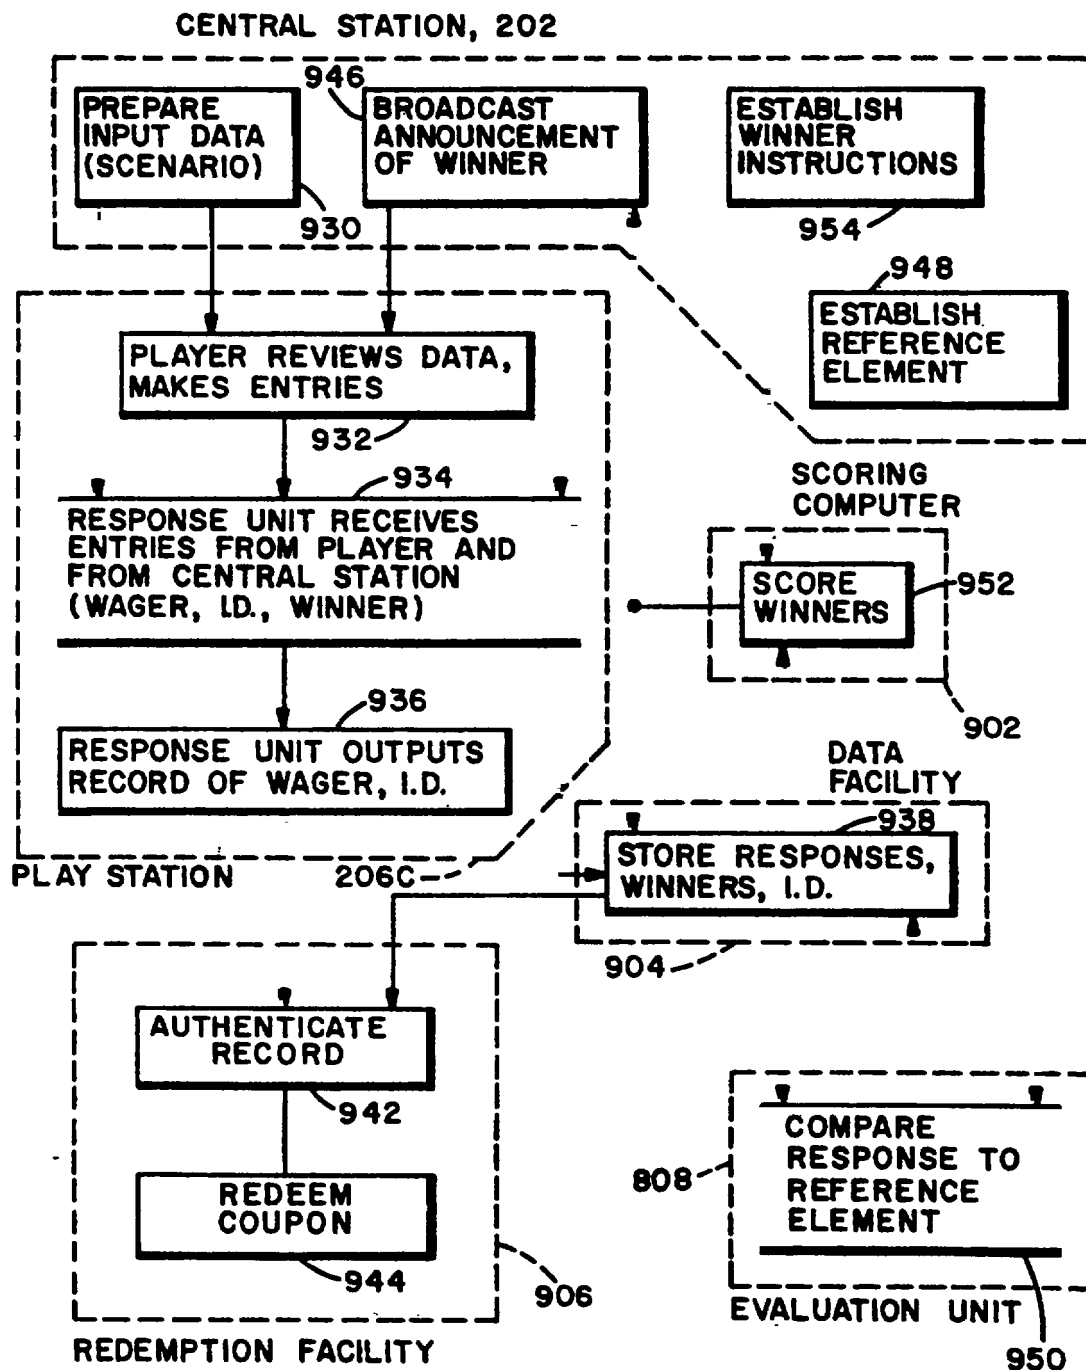 CENTRAL STATION, 202
946
PREPARE
INPUT DATA
(SCENARIO)
930
BROADCAST
ANNOUNCEMENT
OF WINNER
ESTABLISH
WINNER
INSTRUCTIONS
954
948
ESTABLISH
REFERENCE
ELEMENT
PLAYER REVIEWS DATA,
MAKES ENTRIES
932
934
RESPONSE UNIT RECEIVES
ENTRIES FROM PLAYER AND
FROM CENTRAL STATION
(WAGER, I.D., WINNER)
SCORING
COMPUTER
SCORE
WINNERS
952
902
936
RESPONSE UNIT OUTPUTS
RECORD OF WAGER, I.D.
PLAY STATION
206C
DATA
FACILITY
938
STORE RESPONSES,
WINNERS, I.D.
904
AUTHENTICATE
RECORD
942
REDEEM
COUPON
944
906
REDEMPTION FACILITY
808
COMPARE
RESPONSE TO
REFERENCE
ELEMENT
EVALUATION UNIT
950